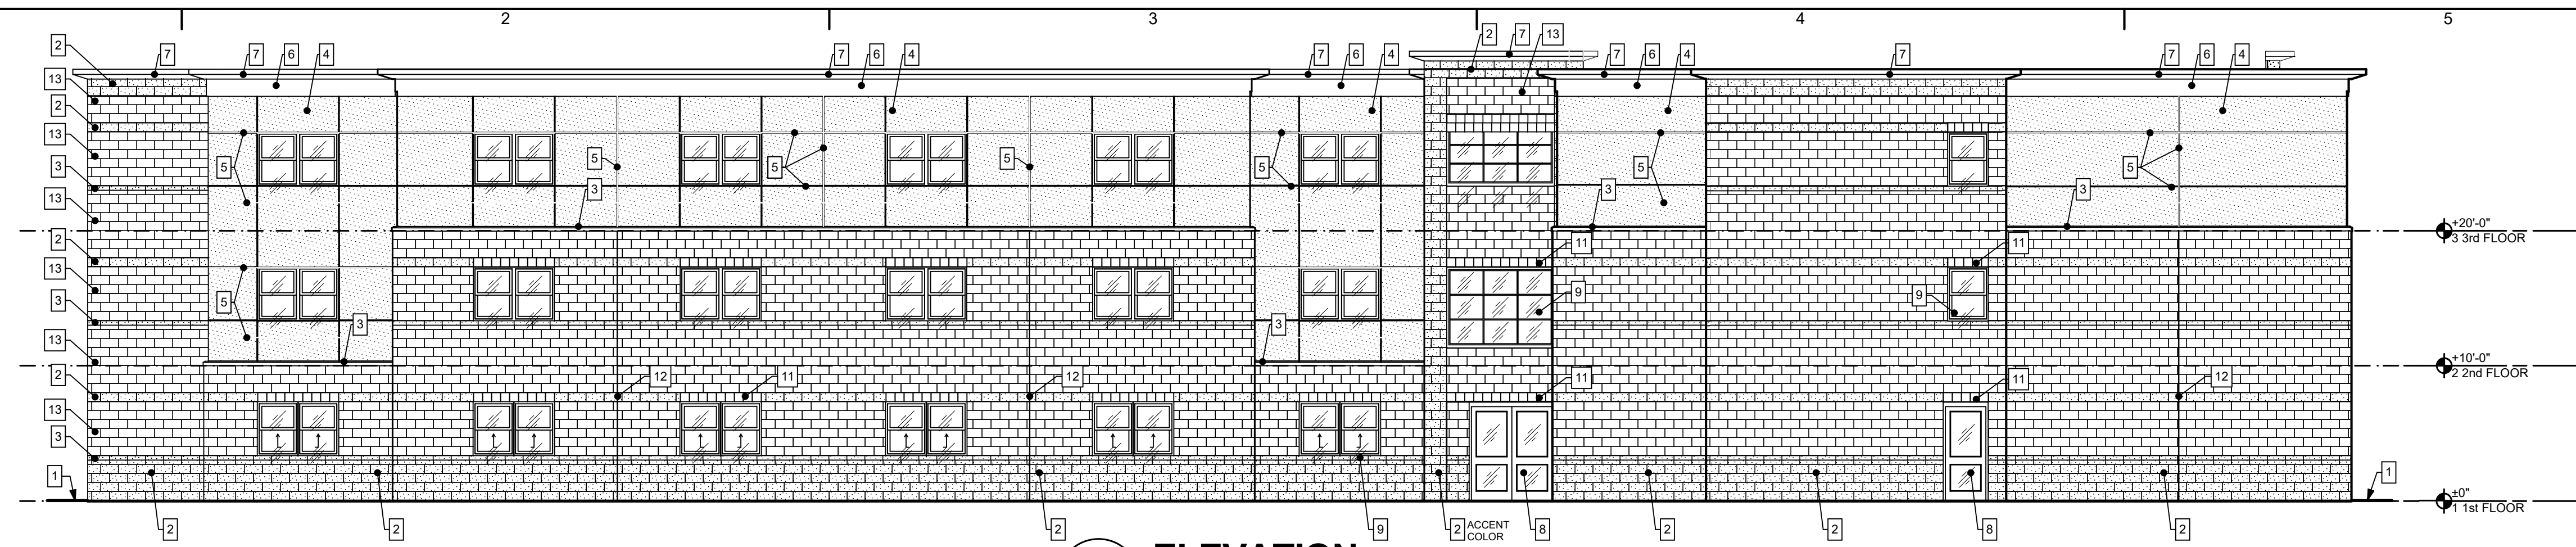 2 3 4 5
2 7 13
2 7 7 6 4 7 6 4 7 6 4 7 6 4 7 7 6 4
13
2
13
5 5 5 5 5 5 5
3
3 3 3
13
+20'-0"
3 3rd FLOOR
2 11 11
13
3 5 9 9
3 3
13
+10'-0"
2 2nd FLOOR
2 12 11 12 11 11 12
13
3
1 1
±0"
1 1st FLOOR
2 2 2 9 2 ACCENT
COLOR
8 2 2 8 2
ELEVATION